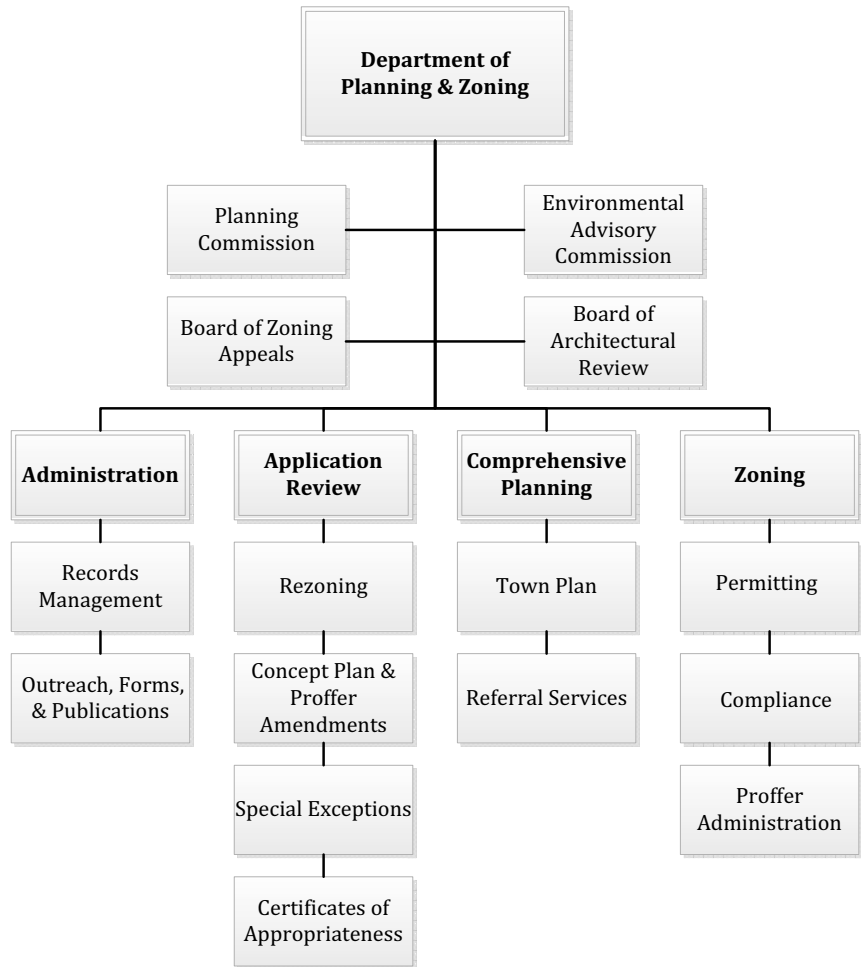 Department of
Planning & Zoning
Planning
Commission
Environmental
Advisory
Commission
Board of Zoning
Appeals
Board of
Architectural
Review
Administration
Records
Management
Outreach, Forms,
& Publications
Application
Review
Rezoning
Concept Plan &
Proffer
Amendments
Special Exceptions
Certificates of
Appropriateness
Comprehensive
Planning
Town Plan
Referral Services
Zoning
Permitting
Compliance
Proffer
Administration